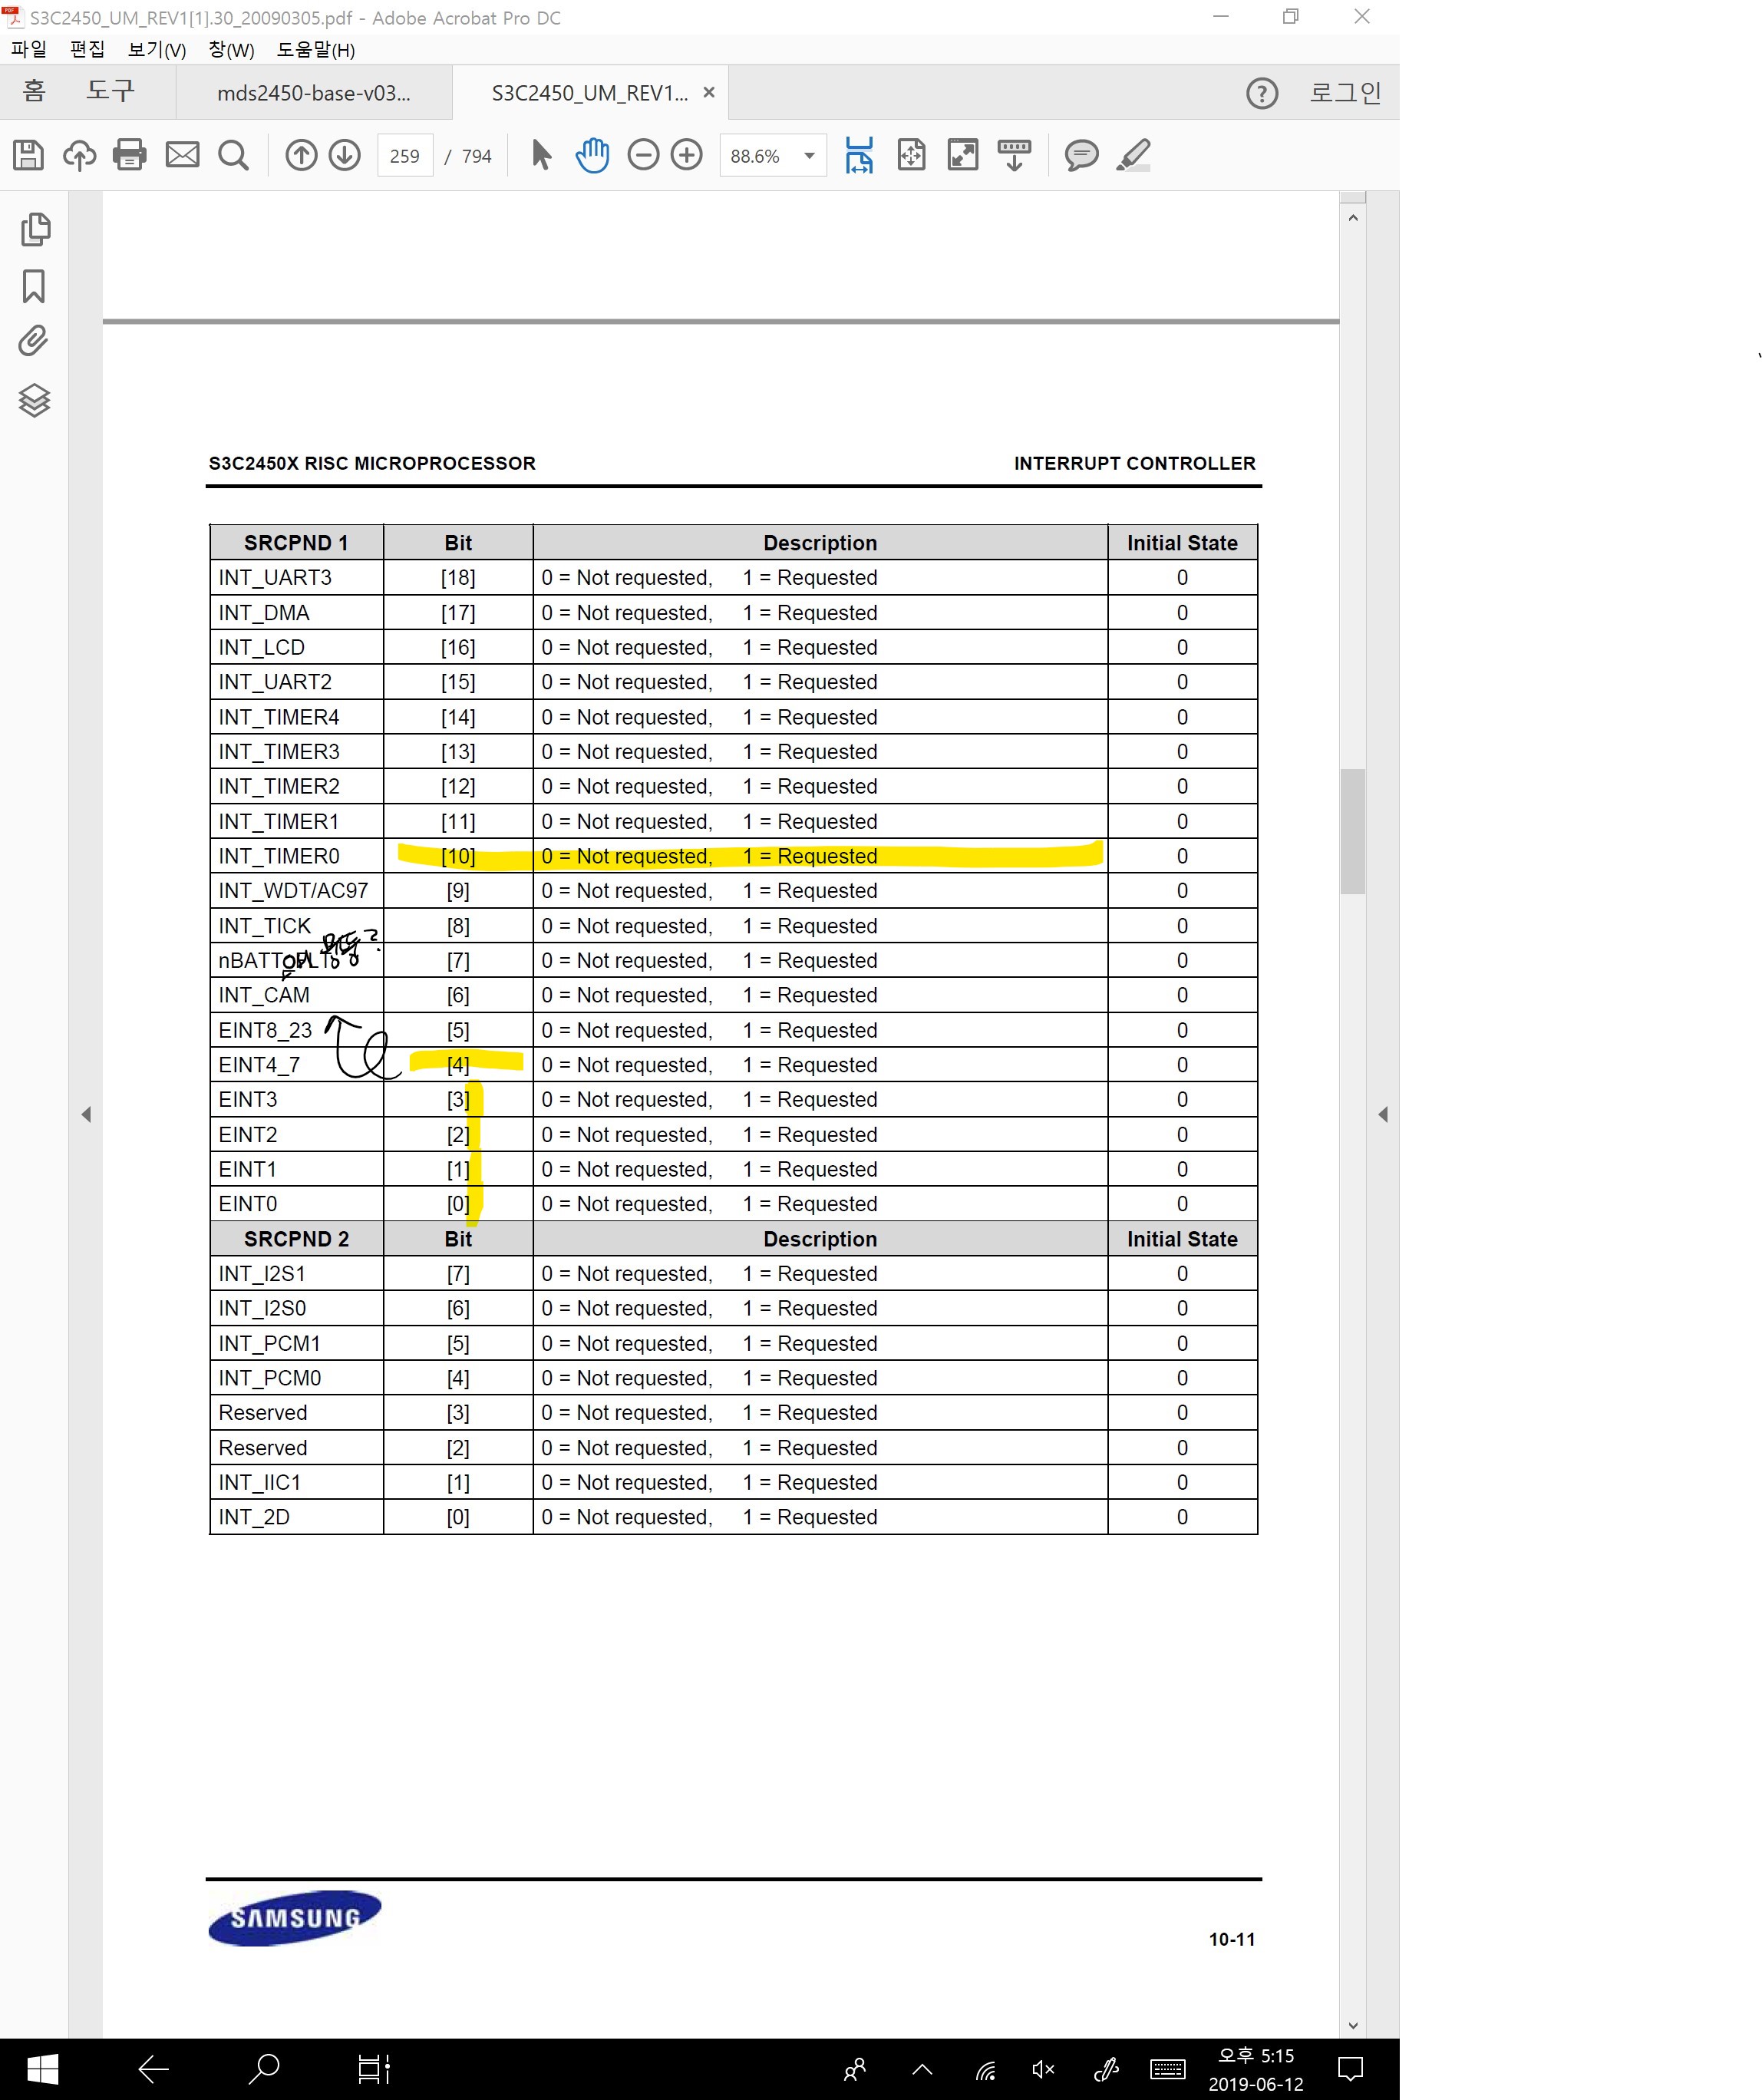 S3C2450_UM_REV1[1].30_20090305.pdf - Adobe Acrobat Pro DC
파일 편집 보기(V) 창(W) 도움말(H)
홈 도구 mds2450-base-v03... S3C2450_UM_REV1... × ? 로그인
259 / 794 88.6%
S3C2450X RISC MICROPROCESSOR INTERRUPT CONTROLLER
SRCPND 1 Bit Description Initial State
INT_UART3 [18] 0 = Not requested, 1 = Requested 0
INT_DMA [17] 0 = Not requested, 1 = Requested 0
INT_LCD [16] 0 = Not requested, 1 = Requested 0
INT_UART2 [15] 0 = Not requested, 1 = Requested 0
INT_TIMER4 [14] 0 = Not requested, 1 = Requested 0
INT_TIMER3 [13] 0 = Not requested, 1 = Requested 0
INT_TIMER2 [12] 0 = Not requested, 1 = Requested 0
INT_TIMER1 [11] 0 = Not requested, 1 = Requested 0
INT_TIMER0 [10] 0 = Not requested, 1 = Requested 0
INT_WDT/AC97 [9] 0 = Not requested, 1 = Requested 0
INT_TICK [8] 0 = Not requested, 1 = Requested 0
[7] 0 = Not requested, 1 = Requested 0
INT_CAM [6] 0 = Not requested, 1 = Requested 0
EINT8_23 [5] 0 = Not requested, 1 = Requested 0
EINT4_7 [4] 0 = Not requested, 1 = Requested 0
EINT3 [3] 0 = Not requested, 1 = Requested 0
EINT2 [2] 0 = Not requested, 1 = Requested 0
EINT1 [1] 0 = Not requested, 1 = Requested 0
EINT0 [0] 0 = Not requested, 1 = Requested 0
SRCPND 2 Bit Description Initial State
INT_I2S1 [7] 0 = Not requested, 1 = Requested 0
INT_I2S0 [6] 0 = Not requested, 1 = Requested 0
INT_PCM1 [5] 0 = Not requested, 1 = Requested 0
INT_PCM0 [4] 0 = Not requested, 1 = Requested 0
Reserved [3] 0 = Not requested, 1 = Requested 0
Reserved [2] 0 = Not requested, 1 = Requested 0
INT_IIC1 [1] 0 = Not requested, 1 = Requested 0
INT_2D [0] 0 = Not requested, 1 = Requested 0
SAMSUNG
10-11
오후 5:15
2019-06-12